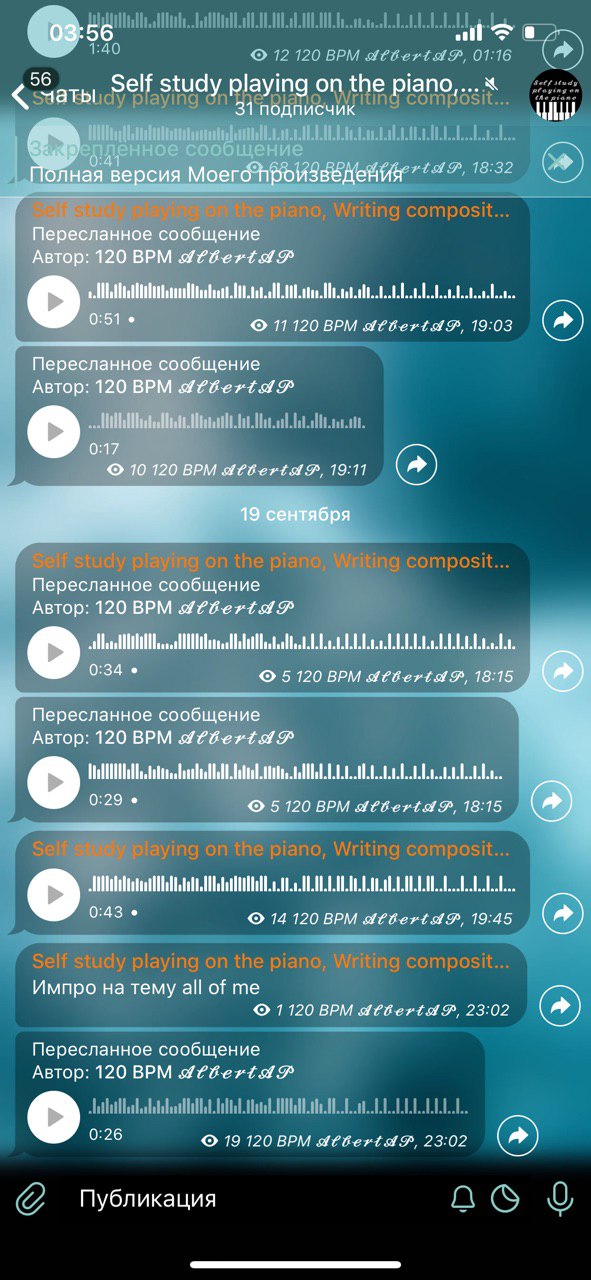 03:56
1:40
12 120 BPM 𝓐𝓵𝓫𝓮𝓻𝓽𝓐𝓟, 01:16
56
Чаты
Self study playing on the piano,...
31 подписчик
Self study playing on the piano, Writing composit...
Self study playing on the piano
0:41
68 120 BPM 𝓐𝓵𝓫𝓮𝓻𝓽𝓐𝓟, 18:32
Закрепленное сообщение
Полная версия Моего произведения
Self study playing on the piano, Writing composit...
Пересланное сообщение
Автор: 120 BPM 𝓐𝓵𝓫𝓮𝓻𝓽𝓐𝓟
0:51
11 120 BPM 𝓐𝓵𝓫𝓮𝓻𝓽𝓐𝓟, 19:03
Пересланное сообщение
Автор: 120 BPM 𝓐𝓵𝓫𝓮𝓻𝓽𝓐𝓟
0:17
10 120 BPM 𝓐𝓵𝓫𝓮𝓻𝓽𝓐𝓟, 19:11
19 сентября
Self study playing on the piano, Writing composit...
Пересланное сообщение
Автор: 120 BPM 𝓐𝓵𝓫𝓮𝓻𝓽𝓐𝓟
0:34
5 120 BPM 𝓐𝓵𝓫𝓮𝓻𝓽𝓐𝓟, 18:15
Пересланное сообщение
Автор: 120 BPM 𝓐𝓵𝓫𝓮𝓻𝓽𝓐𝓟
0:29
5 120 BPM 𝓐𝓵𝓫𝓮𝓻𝓽𝓐𝓟, 18:15
Self study playing on the piano, Writing composit...
0:43
14 120 BPM 𝓐𝓵𝓫𝓮𝓻𝓽𝓐𝓟, 19:45
Self study playing on the piano, Writing composit...
Импро на тему all of me
1 120 BPM 𝓐𝓵𝓫𝓮𝓻𝓽𝓐𝓟, 23:02
Пересланное сообщение
Автор: 120 BPM 𝓐𝓵𝓫𝓮𝓻𝓽𝓐𝓟
0:26
19 120 BPM 𝓐𝓵𝓫𝓮𝓻𝓽𝓐𝓟, 23:02
Публикация